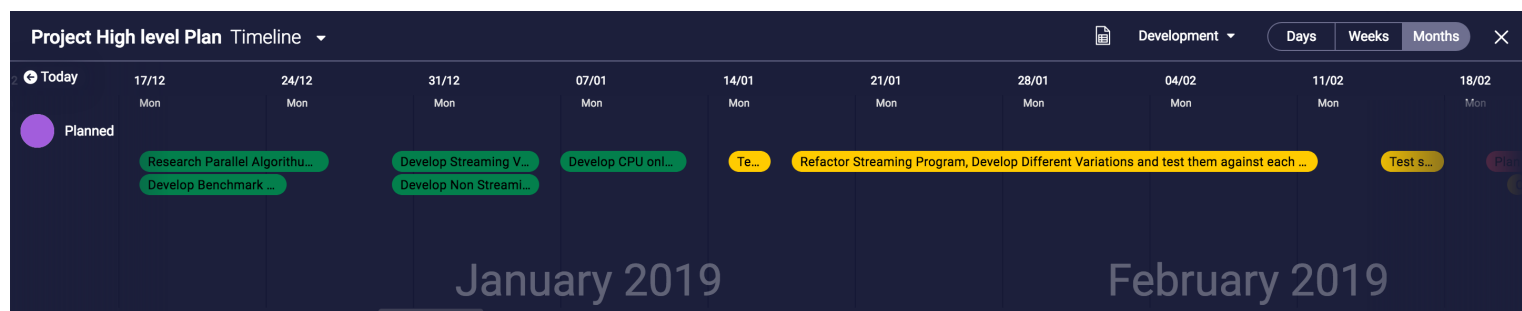 Project High level Plan Timeline
Development Days Weeks Months
Today 17/12 24/12 31/12 07/01 14/01 21/01 28/01 04/02 11/02 18/02
Mon Mon Mon Mon Mon Mon Mon Mon Mon Mon
Planned
Research Parallel Algorithu... Develop Streaming V... Develop CPU onl... Te... Refactor Streaming Program, Develop Different Variations and test them against each ... Test s...
Develop Benchmark ... Develop Non Streami...
January 2019 February 2019